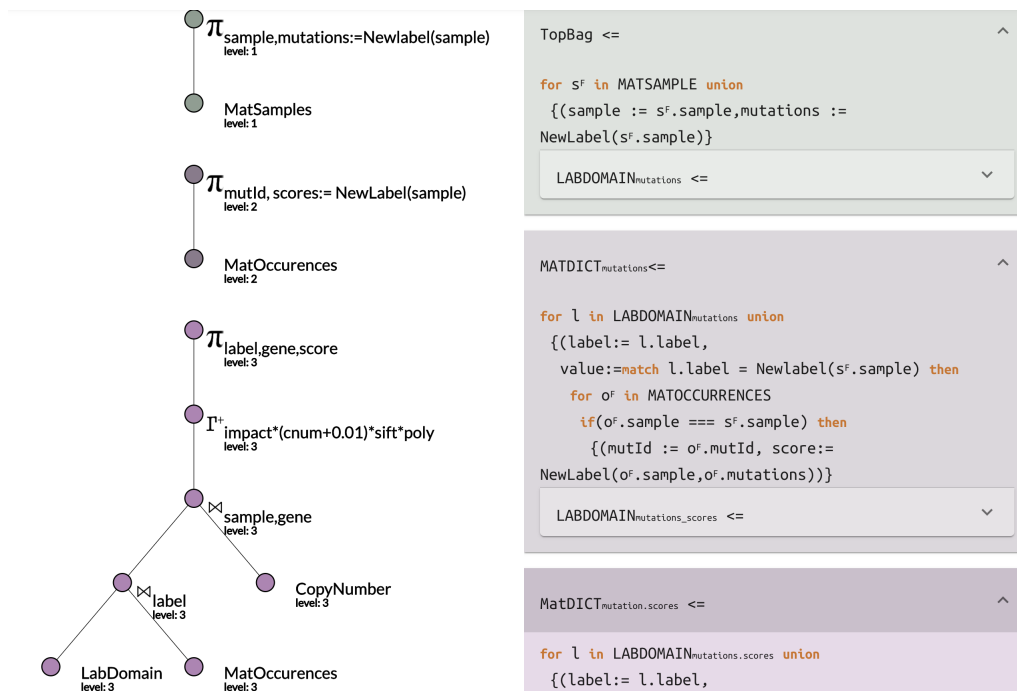 π sample,mutations:=Newlabel(sample)
level: 1
MatSamples
level: 1
π mutId, scores:= NewLabel(sample)
level: 2
MatOccurences
level: 2
π label,gene,score
level: 3
Γ+ impact*(cnum+0.01)*sift*poly
level: 3
⋈ sample,gene
level: 3
⋈ label
level: 3
CopyNumber
level: 3
LabDomain
level: 3
MatOccurences
level: 3
TopBag <=
for sF in MATSAMPLE union
{(sample := sF.sample,mutations :=
NewLabel(sF.sample)}
LABDOMAINmutations <=
MATDICTmutations<=
for l in LABDOMAINmutations union
{(label:= l.label,
value:=match l.label = Newlabel(sF.sample) then
for oF in MATOCCURRENCES
if(oF.sample === sF.sample) then
{(mutId := oF.mutId, score:=
NewLabel(oF.sample,oF.mutations))}
LABDOMAINmutations_scores <=
MatDICTmutation.scores <=
for l in LABDOMAINmutations.scores union
{(label:= l.label,